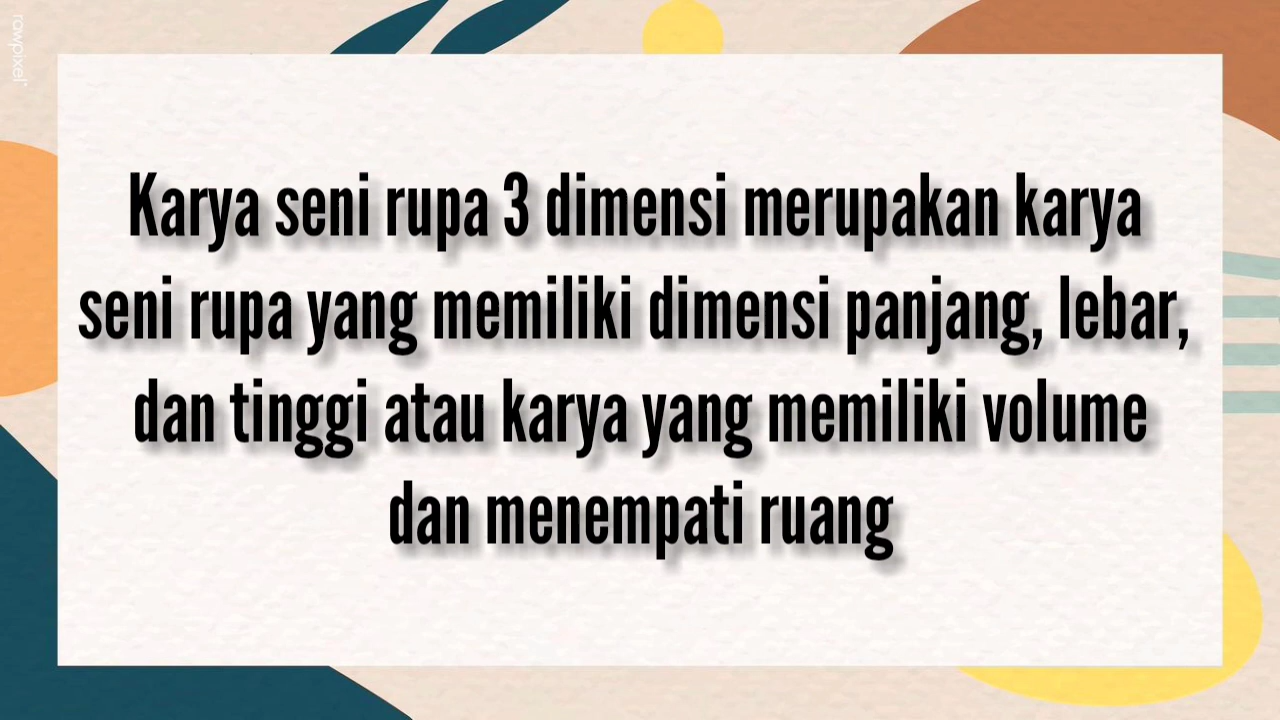 rawpixel
Karya seni rupa 3 dimensi merupakan karya
seni rupa yang memiliki dimensi panjang, lebar,
dan tinggi atau karya yang memiliki volume
dan menempati ruang